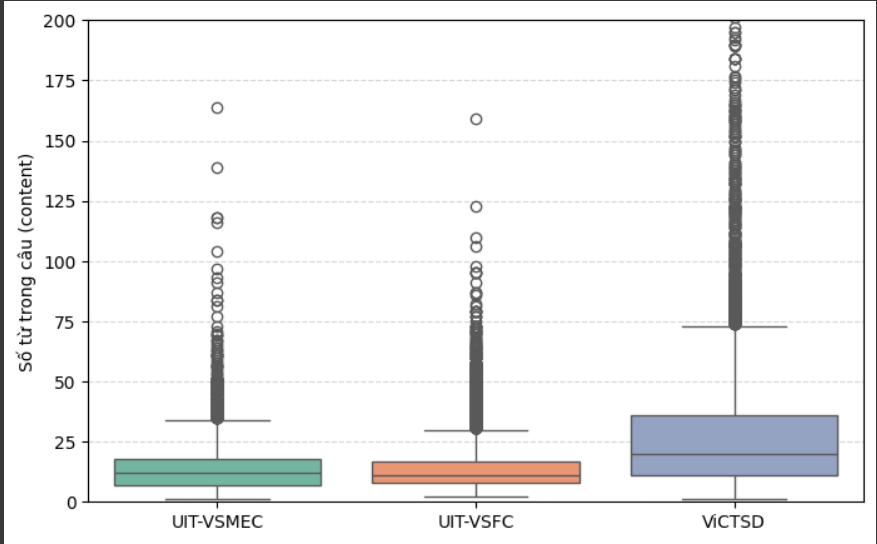 200
175
150
125
100
75
50
25
0
Số từ trong câu (content)
UIT-VSMEC
UIT-VSFC
ViCTSD